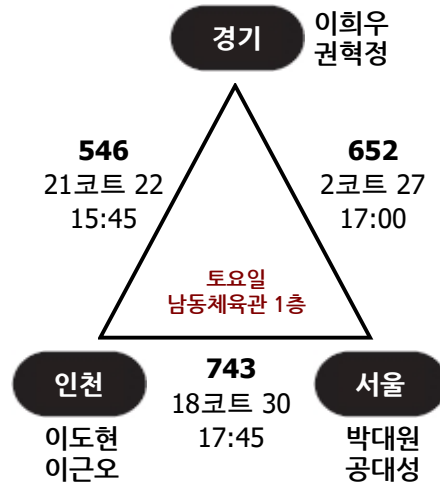 경기
이희우
권혁정
546
21코트 22
15:45
652
2코트 27
17:00
토요일
남동체육관 1층
인천
이도현
이근오
743
18코트 30
17:45
서울
박대원
공대성